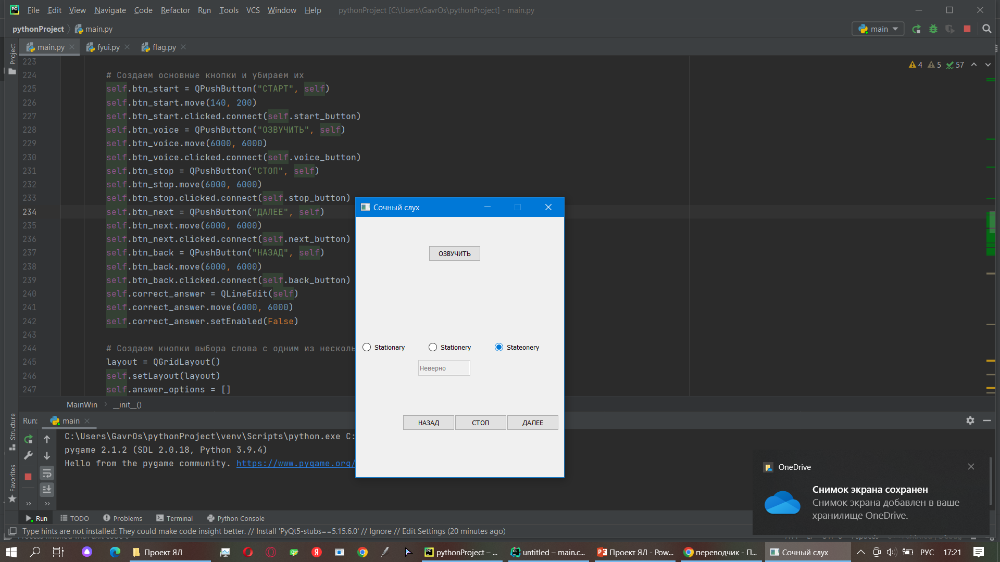 File Edit View Navigate Code Refactor Run Tools VCS Window Help pythonProject [C:\Users\GavrOs\pythonProject] - main.py
pythonProject main.py main
main.py fyui.py flag.py
Project
4 5 57
223
224 # Создаем основные кнопки и убираем их
225 self.btn_start = QPushButton("СТАРТ", self)
226 self.btn_start.move(140, 200)
227 self.btn_start.clicked.connect(self.start_button)
228 self.btn_voice = QPushButton("ОЗВУЧИТЬ", self)
229 self.btn_voice.move(6000, 6000)
230 self.btn_voice.clicked.connect(self.voice_button)
231 self.btn_stop = QPushButton("СТОП", self)
232 self.btn_stop.move(6000, 6000)
233 self.btn_stop.clicked.connect(self.stop_button)
234 self.btn_next = QPushButton("ДАЛЕЕ", self)
235 self.btn_next.move(6000, 6000)
236 self.btn_next.clicked.connect(self.next_button)
237 self.btn_back = QPushButton("НАЗАД", self)
238 self.btn_back.move(6000, 6000)
239 self.btn_back.clicked.connect(self.back_button)
240 self.correct_answer = QLineEdit(self)
241 self.correct_answer.move(6000, 6000)
242 self.correct_answer.setEnabled(False)
243
244 # Создаем кнопки выбора слова с одним из несколь
245 layout = QGridLayout()
246 self.setLayout(layout)
247 self.answer_options = []
MainWin __init__()
Сочный слух
ОЗВУЧИТЬ
Stationary Stationery Stateonery
Неверно
НАЗАД СТОП ДАЛЕЕ
Structure
Favorites
Run: main
C:\Users\GavrOs\pythonProject\venv\Scripts\python.exe C:
pygame 2.1.2 (SDL 2.0.18, Python 3.9.4)
Hello from the pygame community. https://www.pygame.org/
OneDrive
Снимок экрана сохранен
Снимок экрана добавлен в ваше
хранилище OneDrive.
Run TODO Problems Terminal Python Console
Type hints are not installed: They could make code insight better. // Install 'PyQt5-stubs==5.15.6.0' // Ignore // Edit Settings (20 minutes ago)
Проект ЯЛ pythonProject – ... untitled – main.c... Проект ЯЛ - Pow... переводчик - П... Сочный слух РУС 17:21